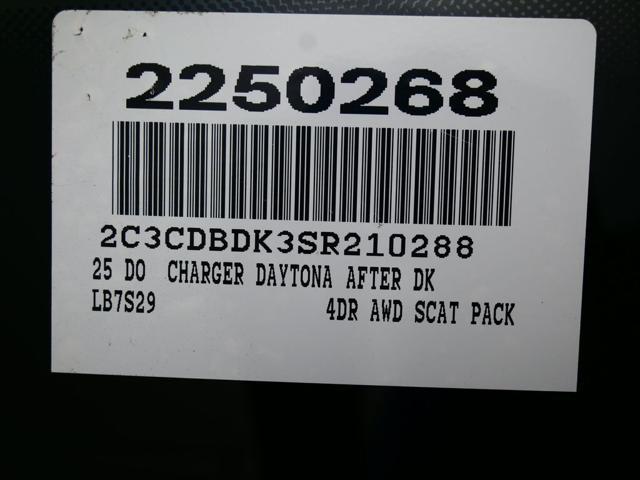 2250268
2C3CDBDK3SR210288
25 DO CHARGER DAYTONA AFTER DK
LB7S29 4DR AWD SCAT PACK